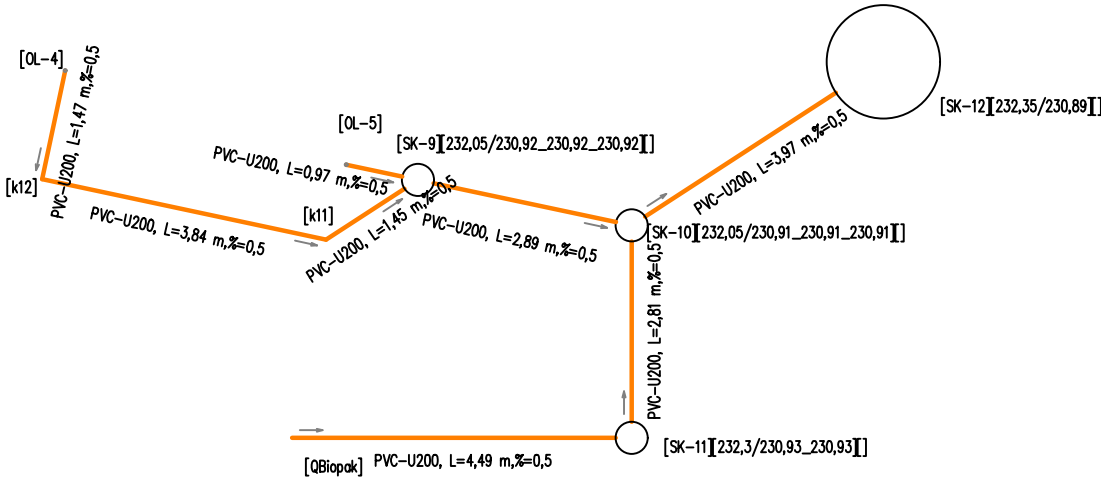 [OL-4]
PVC-U200, L=1,47 m,%=0,5
[OL-5]
[SK-12][232,35/230,89][]
[SK-9][232,05/230,92_230,92_230,92][]
PVC-U200, L=0,97 m,%=0,5
PVC-U200, L=3,97 m,%=0,5
[k12]
[k11]
PVC-U200, L=3,84 m,%=0,5
PVC-U200, L=1,45 m,%=0,5
PVC-U200, L=2,89 m,%=0,5
[SK-10][232,05/230,91_230,91_230,91][]
PVC-U200, L=2,81 m,%=0,5
[SK-11][232,3/230,93_230,93][]
[QBiopak]
PVC-U200, L=4,49 m,%=0,5